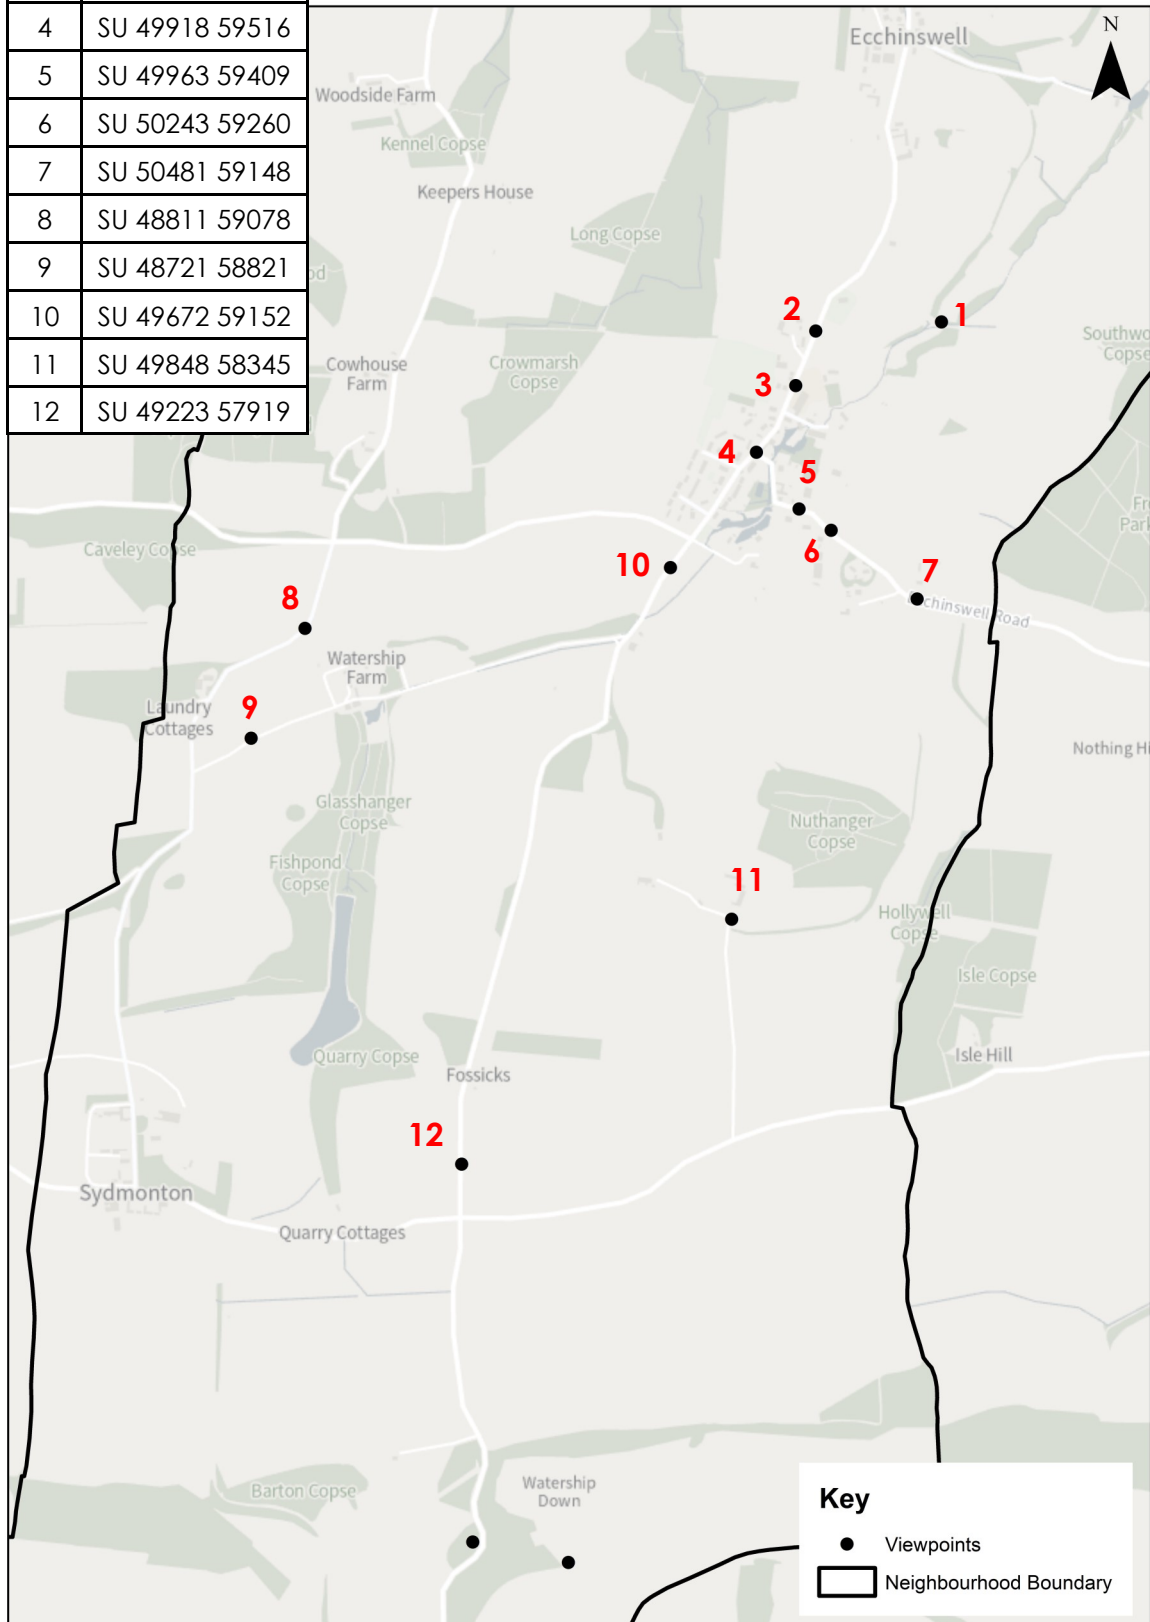 4 SU 49918 59516
5 SU 49963 59409
6 SU 50243 59260
7 SU 50481 59148
8 SU 48811 59078
9 SU 48721 58821
10 SU 49672 59152
11 SU 49848 58345
12 SU 49223 57919
N
Ecchinswell
Woodside Farm
Kennel Copse
Keepers House
Long Copse
2
1
Cowhouse
Farm
Crowmarsh
Copse
3
Copse
4
5
Caveley Copse
10
6
7
8
Road
Watership
Farm
Laundry
Cottages
9
Glasshanger
Copse
Nuthanger
Copse
Fishpond
Copse
11
Hollywell
Copse
Isle Copse
Quarry Copse
Isle Hill
Fossicks
12
Sydmonton
Quarry Cottages
Barton Copse
Watership
Down
Key
Viewpoints
Neighbourhood Boundary